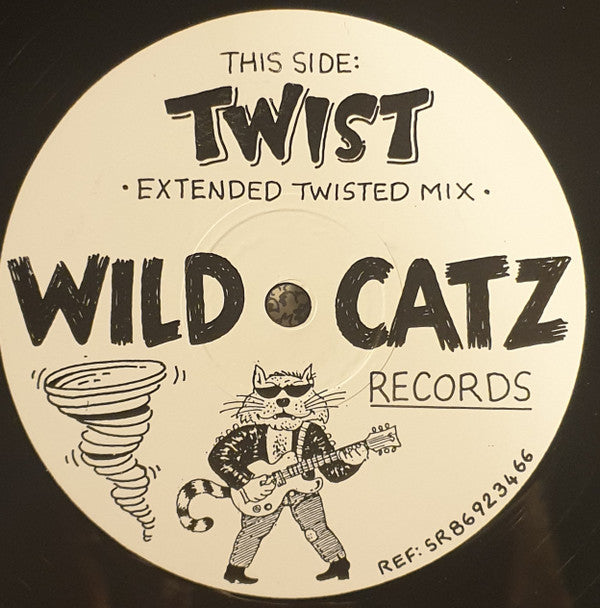 THIS SIDE:
TWIST
· EXTENDED TWISTED MIX ·
WILD CATZ
RECORDS
REF: SR86923466